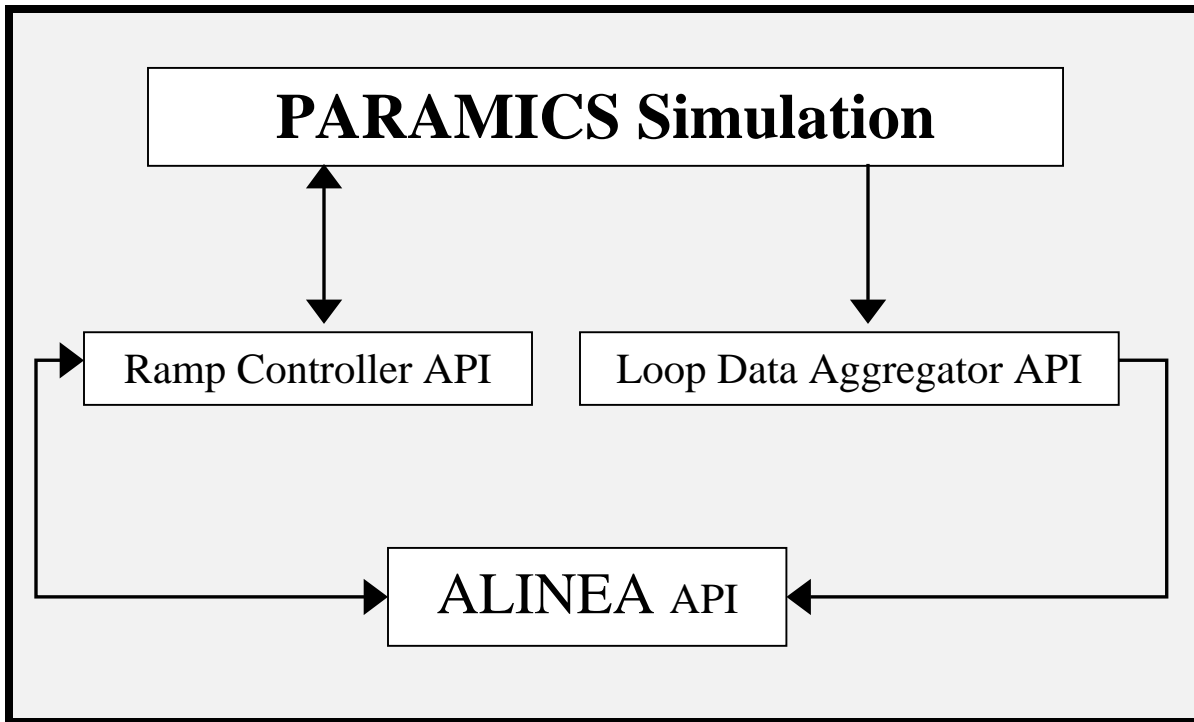 PARAMICS Simulation
Ramp Controller API
Loop Data Aggregator API
ALINEA API